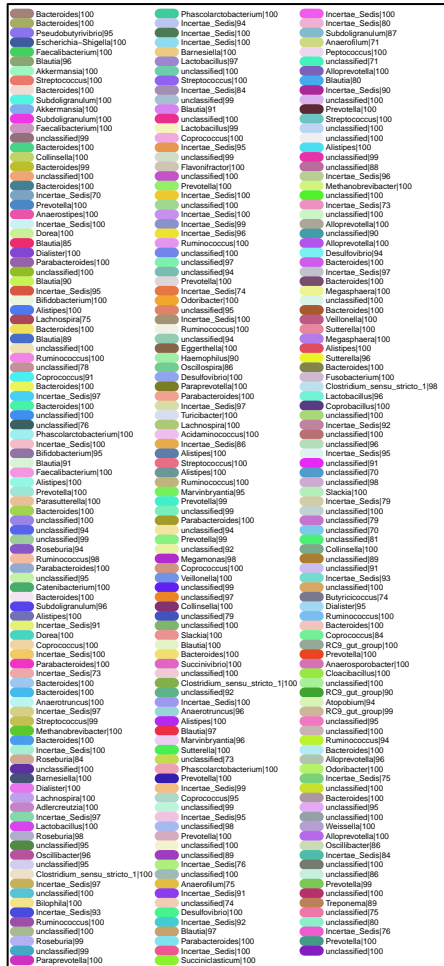 Bacteroides|100
Bacteroides|100
Pseudobutyrivibrio|95
Escherichia-Shigella|100
Faecalibacterium|100
Blautia|96
Akkermansia|100
Streptococcus|100
Bacteroides|100
Subdoligranulum|100
Akkermansia|100
Subdoligranulum|100
Faecalibacterium|100
unclassified|99
Bacteroides|100
Collinsella|100
Bacteroides|99
unclassified|100
Bacteroides|100
Incertae_Sedis|70
Prevotella|100
Anaerostipes|100
Incertae_Sedis|100
Dorea|100
Blautia|85
Dialister|100
Parabacteroides|100
unclassified|100
Blautia|90
Incertae_Sedis|95
Bifidobacterium|100
Alistipes|100
Lachnospira|75
Bacteroides|100
Blautia|89
unclassified|100
Ruminococcus|100
unclassified|78
Coprococcus|91
Bacteroides|100
Incertae_Sedis|97
Bacteroides|100
unclassified|100
unclassified|76
Phascolarctobacterium|100
Incertae_Sedis|100
Bifidobacterium|95
Blautia|91
Faecalibacterium|100
Alistipes|100
Prevotella|100
Parasutterella|100
Bacteroides|100
unclassified|100
unclassified|94
unclassified|99
Roseburia|94
Ruminococcus|98
Parabacteroides|100
unclassified|95
Catenibacterium|100
Bacteroides|100
Subdoligranulum|96
Alistipes|100
Incertae_Sedis|91
Dorea|100
Coprococcus|100
Incertae_Sedis|100
Parabacteroides|100
Incertae_Sedis|73
Bacteroides|100
Bacteroides|100
Anaerotruncus|100
Incertae_Sedis|97
Streptococcus|99
Methanobrevibacter|100
Bacteroides|100
Incertae_Sedis|100
Roseburia|84
unclassified|100
Barnesiella|100
Dialister|100
Lachnospira|100
Adlercreutzia|100
Incertae_Sedis|97
Lactobacillus|100
Roseburia|98
unclassified|95
Oscillibacter|96
unclassified|95
Clostridium_sensu_stricto_1|100
Incertae_Sedis|97
unclassified|100
Bilophila|100
Incertae_Sedis|93
Ruminococcus|100
unclassified|100
Roseburia|99
unclassified|99
Paraprevotella|100
Phascolarctobacterium|100
Incertae_Sedis|94
Incertae_Sedis|100
Incertae_Sedis|100
Barnesiella|100
Lactobacillus|97
unclassified|100
Streptococcus|100
Incertae_Sedis|84
unclassified|99
Blautia|91
unclassified|100
Lactobacillus|99
Coprococcus|100
Incertae_Sedis|95
unclassified|99
Flavonifractor|100
unclassified|100
Prevotella|100
Incertae_Sedis|100
unclassified|100
Incertae_Sedis|100
Incertae_Sedis|99
Incertae_Sedis|96
Ruminococcus|100
unclassified|100
unclassified|97
unclassified|94
Prevotella|100
Incertae_Sedis|74
Odoribacter|100
unclassified|95
Incertae_Sedis|100
Ruminococcus|100
unclassified|94
Eggerthella|100
Haemophilus|90
Oscillospira|86
Desulfovibrio|100
Paraprevotella|100
Parabacteroides|100
Incertae_Sedis|97
Turicibacter|100
Lachnospira|100
Acidaminococcus|100
Incertae_Sedis|86
Alistipes|100
Streptococcus|100
Alistipes|100
Ruminococcus|100
Marvinbryantia|95
Prevotella|99
unclassified|99
Parabacteroides|100
unclassified|94
Prevotella|99
unclassified|92
Megamonas|98
Coprococcus|100
Veillonella|100
unclassified|99
unclassified|97
Collinsella|100
unclassified|79
unclassified|100
Slackia|100
Blautia|100
Bacteroides|100
Succinivibrio|100
unclassified|100
Clostridium_sensu_stricto_1|100
unclassified|92
Incertae_Sedis|100
Anaerotruncus|96
Alistipes|100
Blautia|97
Marvinbryantia|96
Sutterella|100
unclassified|73
Phascolarctobacterium|100
Prevotella|100
Incertae_Sedis|99
Coprococcus|95
unclassified|99
Incertae_Sedis|95
unclassified|98
Prevotella|100
unclassified|100
unclassified|89
Incertae_Sedis|76
unclassified|100
Anaerofilum|75
Incertae_Sedis|91
unclassified|74
Desulfovibrio|100
Incertae_Sedis|92
Blautia|97
Parabacteroides|100
Incertae_Sedis|100
Succiniclasticum|100
Incertae_Sedis|100
Incertae_Sedis|80
Subdoligranulum|87
Anaerofilum|71
Peptococcus|100
unclassified|71
Alloprevotella|100
Blautia|80
Incertae_Sedis|90
unclassified|100
Prevotella|100
Streptococcus|100
unclassified|100
unclassified|100
Alistipes|100
unclassified|99
unclassified|88
Incertae_Sedis|96
Methanobrevibacter|100
unclassified|100
Incertae_Sedis|73
unclassified|100
Alloprevotella|100
unclassified|90
Alloprevotella|100
Desulfovibrio|94
Bacteroides|100
Incertae_Sedis|97
Bacteroides|100
Megasphaera|100
unclassified|100
Bacteroides|100
Veillonella|100
Sutterella|100
Megasphaera|100
Alistipes|100
Sutterella|96
Bacteroides|100
Fusobacterium|100
Clostridium_sensu_stricto_1|98
Lactobacillus|96
Coprobacillus|100
unclassified|100
Incertae_Sedis|92
unclassified|100
unclassified|96
Incertae_Sedis|95
unclassified|91
unclassified|70
unclassified|98
Slackia|100
Incertae_Sedis|79
unclassified|100
unclassified|79
unclassified|70
unclassified|81
Collinsella|100
unclassified|89
unclassified|91
Incertae_Sedis|93
unclassified|100
Butyricicoccus|74
Dialister|95
Ruminococcus|100
Bacteroides|100
Coprococcus|84
RC9_gut_group|100
Prevotella|100
Anaerosporobacter|100
Cloacibacillus|100
unclassified|100
RC9_gut_group|90
Atopobium|94
RC9_gut_group|99
unclassified|95
unclassified|100
Ruminococcus|94
Bacteroides|100
Alloprevotella|96
Odoribacter|100
Incertae_Sedis|75
unclassified|100
Bacteroides|100
unclassified|95
unclassified|100
Weissella|100
Alloprevotella|100
Oscillibacter|86
Incertae_Sedis|84
unclassified|100
unclassified|86
Prevotella|99
unclassified|100
Treponema|89
unclassified|75
unclassified|80
Incertae_Sedis|76
Prevotella|100
unclassified|100